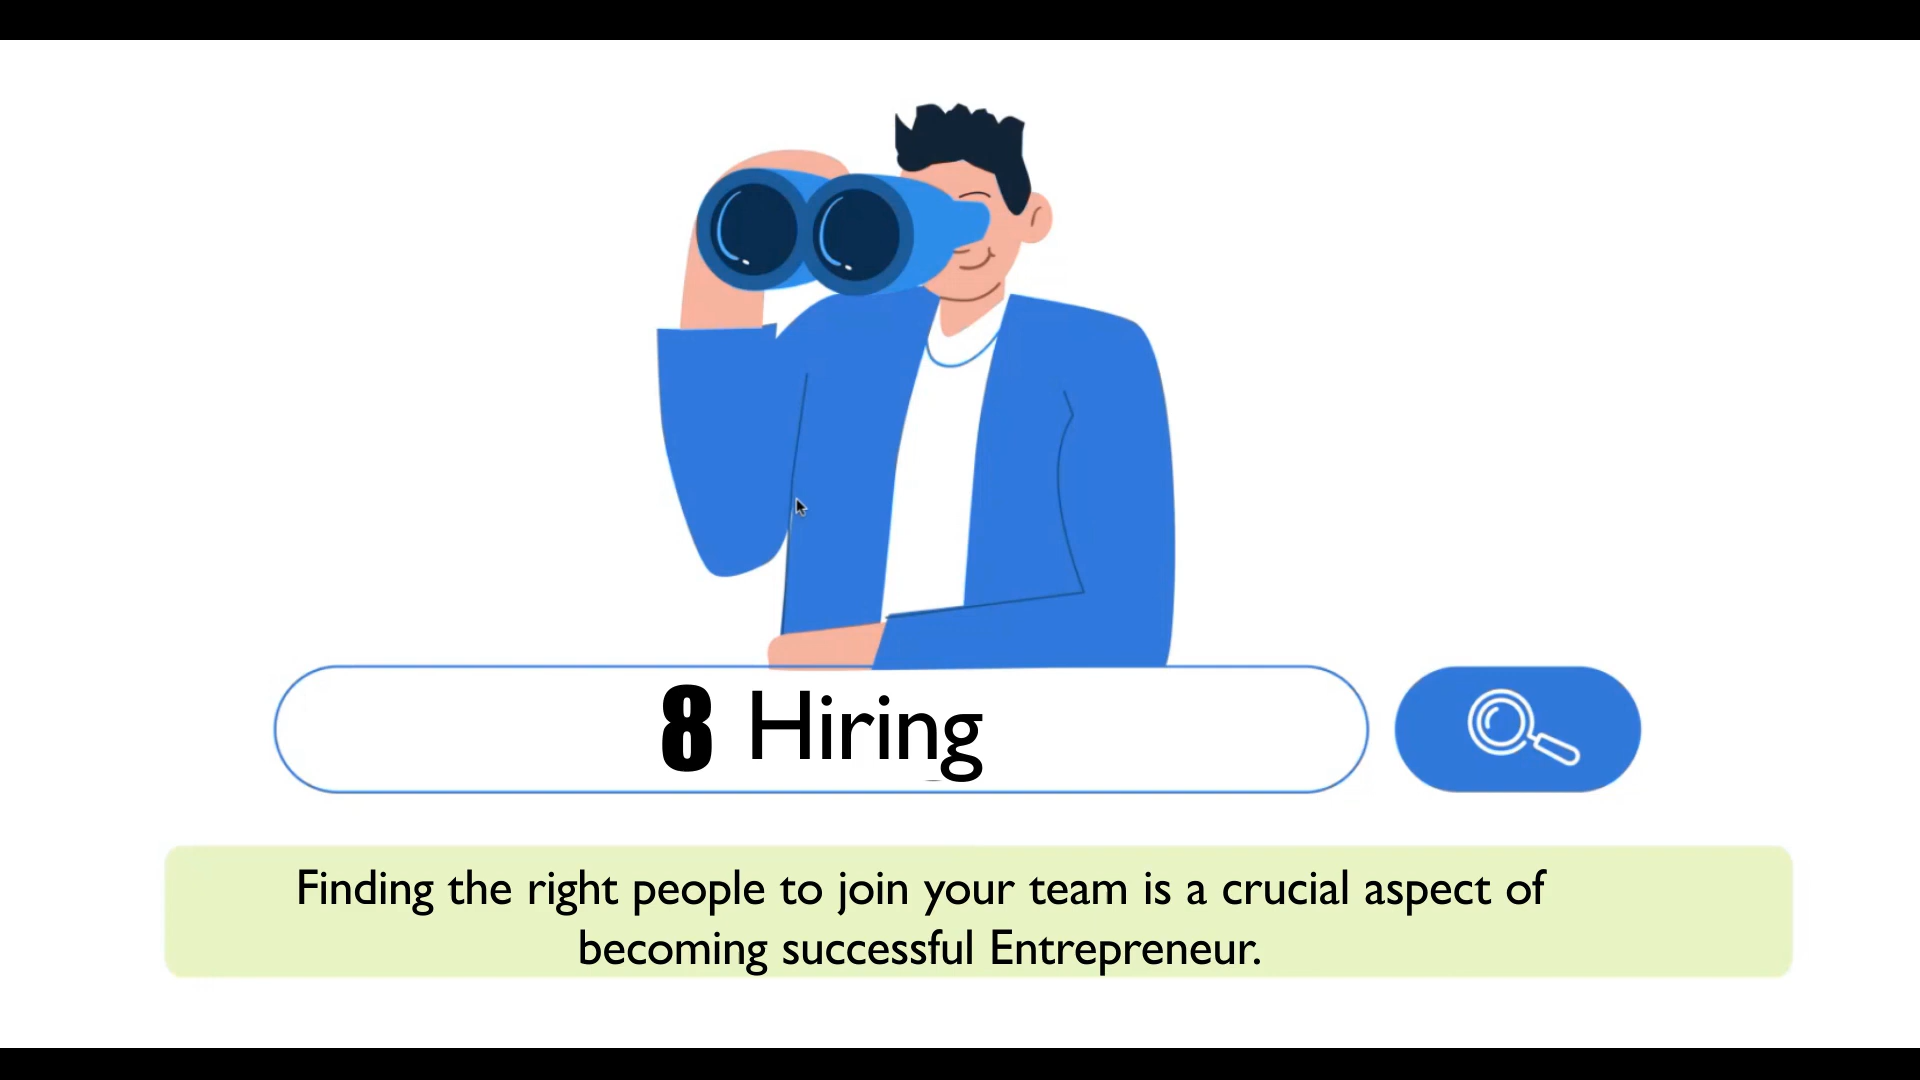 8 Hiring
Finding the right people to join your team is a crucial aspect of
becoming successful Entrepreneur.